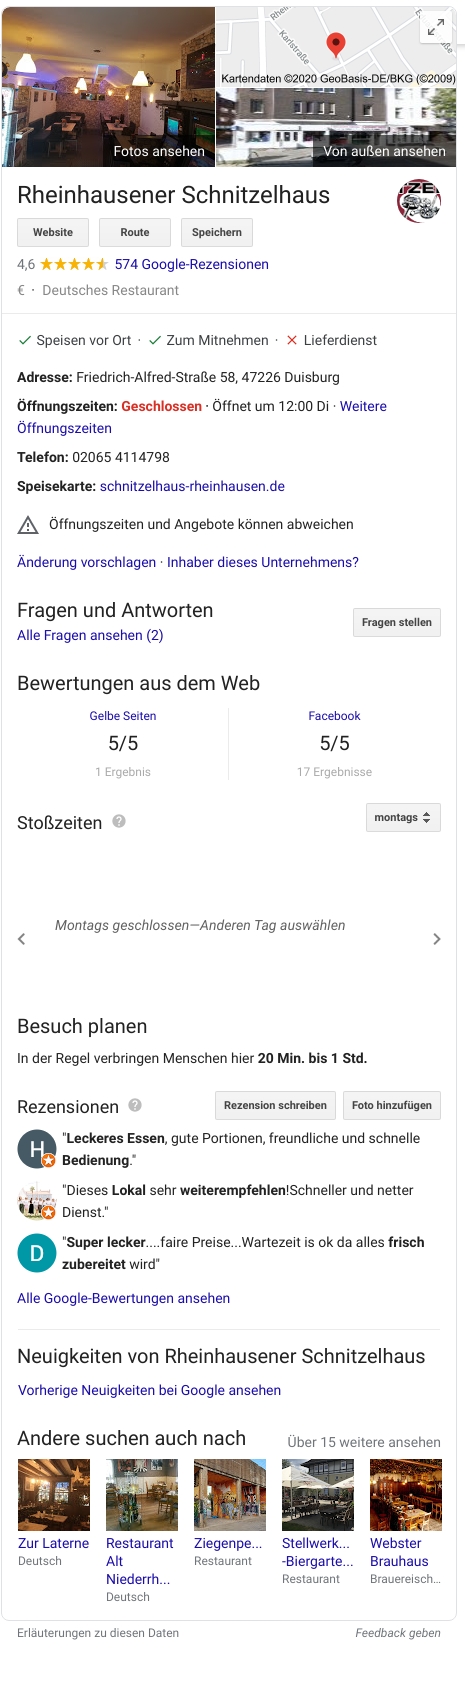 Karlstraße
Kartendaten ©2020 GeoBasis-DE/BKG (©2009)
Fotos ansehen
Von außen ansehen
Rheinhausener Schnitzelhaus
Website Route Speichern
4,6 574 Google-Rezensionen
€ · Deutsches Restaurant
Speisen vor Ort · Zum Mitnehmen · Lieferdienst
Adresse: Friedrich-Alfred-Straße 58, 47226 Duisburg
Öffnungszeiten: Geschlossen · Öffnet um 12:00 Di · Weitere
Öffnungszeiten
Telefon: 02065 4114798
Speisekarte: schnitzelhaus-rheinhausen.de
Öffnungszeiten und Angebote können abweichen
Änderung vorschlagen · Inhaber dieses Unternehmens?
Fragen und Antworten
Alle Fragen ansehen (2)
Fragen stellen
Bewertungen aus dem Web
Gelbe Seiten
5/5
1 Ergebnis
Facebook
5/5
17 Ergebnisse
Stoßzeiten
montags
Montags geschlossen—Anderen Tag auswählen
Besuch planen
In der Regel verbringen Menschen hier 20 Min. bis 1 Std.
Rezensionen
Rezension schreiben Foto hinzufügen
H
"Leckeres Essen, gute Portionen, freundliche und schnelle
Bedienung."
"Dieses Lokal sehr weiterempfehlen!Schneller und netter
Dienst."
D
"Super lecker....faire Preise...Wartezeit is ok da alles frisch
zubereitet wird"
Alle Google-Bewertungen ansehen
Neuigkeiten von Rheinhausener Schnitzelhaus
Vorherige Neuigkeiten bei Google ansehen
Andere suchen auch nach
Über 15 weitere ansehen
Zur Laterne
Deutsch
Restaurant
Alt
Niederrh...
Deutsch
Ziegenpe...
Restaurant
Stellwerk...
-Biergarte...
Restaurant
Webster
Brauhaus
Brauereisch...
Erläuterungen zu diesen Daten
Feedback geben